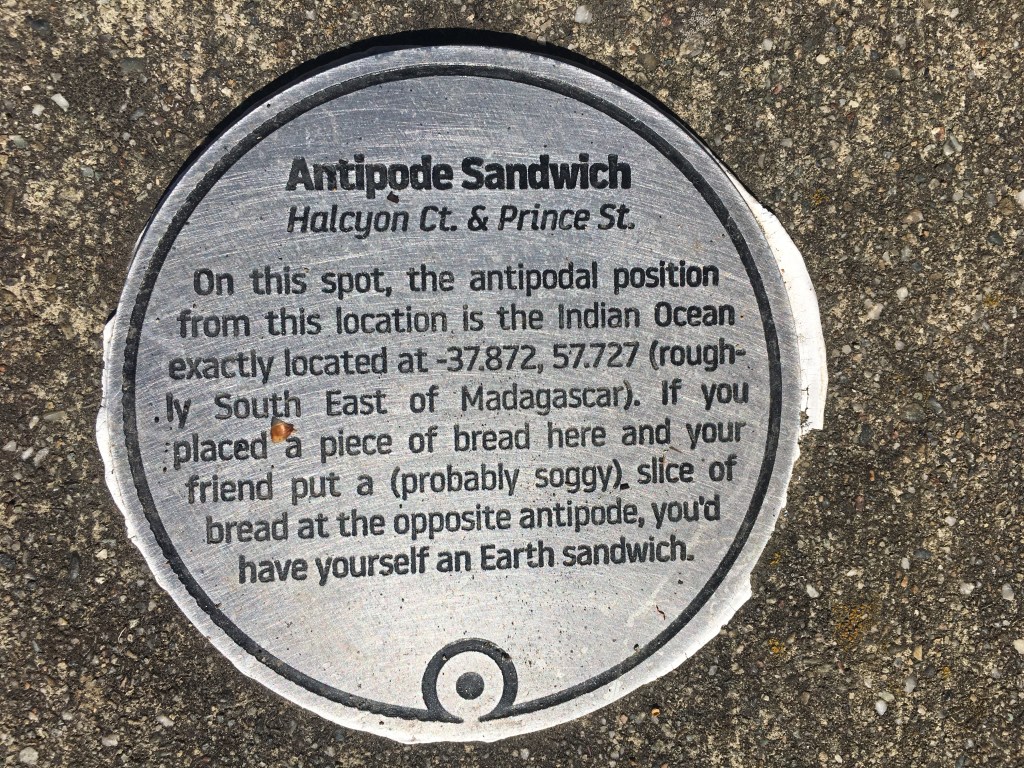 Antipode Sandwich
Halcyon Ct. & Prince St.
On this spot, the antipodal position
from this location is the Indian Ocean
exactly located at -37.872, 57.727 (rough-
ly South East of Madagascar). If you
placed a piece of bread here and your
friend put a (probably soggy) slice of
bread at the opposite antipode, you'd
have yourself an Earth sandwich.